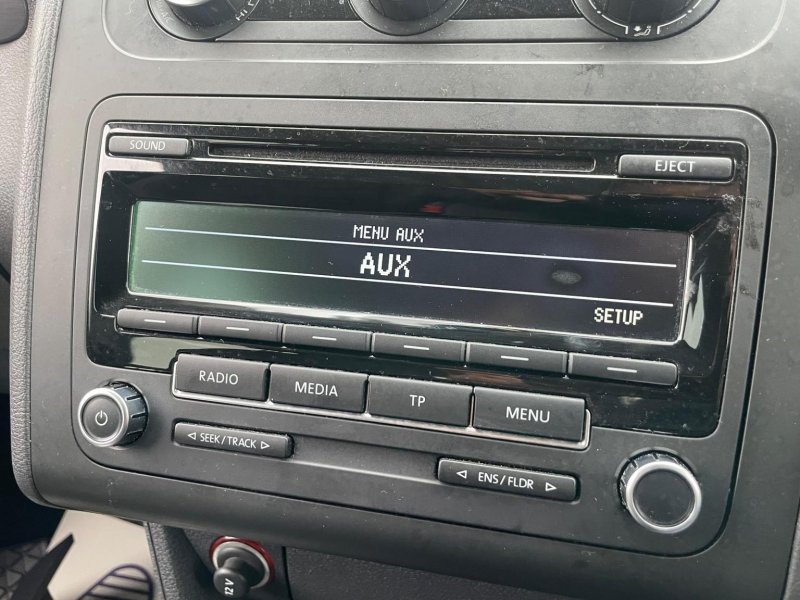 SOUND
EJECT
MENU AUX
AUX
SETUP
RADIO
MEDIA
TP
MENU
◁ SEEK/TRACK ▷
◁ ENS/FLDR ▷
12V